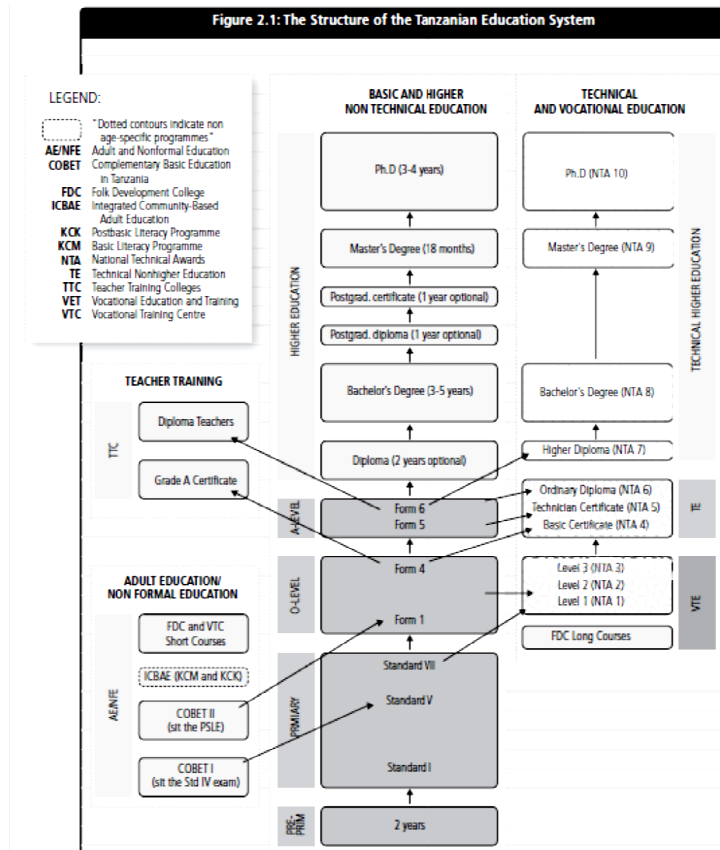 Figure 2.1: The Structure of the Tanzanian Education System
LEGEND:
"Dotted contours indicate non
age-specific programmes"
AE/NFE Adult and Nonformal Education
COBET Complementary Basic Education
in Tanzania
FDC Folk Development College
ICBAE Integrated Community-Based
Adult Education
KCK Postbasic Literacy Programme
KCM Basic Literacy Programme
NTA National Technical Awards
TE Technical Nonhigher Education
TTC Teacher Training Colleges
VET Vocational Education and Training
VTC Vocational Training Centre
BASIC AND HIGHER
NON TECHNICAL EDUCATION
HIGHER EDUCATION
Ph.D (3-4 years)
Master's Degree (18 months)
Postgrad. certificate (1 year optional)
Postgrad. diploma (1 year optional)
Bachelor's Degree (3-5 years)
Diploma (2 years optional)
A-LEVEL
Form 6
Form 5
O-LEVEL
Form 4
Form 1
PRMIARY
Standard VII
Standard V
Standard I
PRE-
PRIM
2 years
TECHNICAL
AND VOCATIONAL EDUCATION
TECHNICAL HIGHER EDUCATION
Ph.D (NTA 10)
Master's Degree (NTA 9)
Bachelor's Degree (NTA 8)
Higher Diploma (NTA 7)
TE
Ordinary Diploma (NTA 6)
Technician Certificate (NTA 5)
Basic Certificate (NTA 4)
VTE
Level 3 (NTA 3)
Level 2 (NTA 2)
Level 1 (NTA 1)
FDC Long Courses
TEACHER TRAINING
TTC
Diploma Teachers
Grade A Certificate
ADULT EDUCATION/
NON FORMAL EDUCATION
AE/NFE
FDC and VTC
Short Courses
ICBAE (KCM and KCK)
COBET II
(sit the PSLE)
COBET I
(sit the Std IV exam)